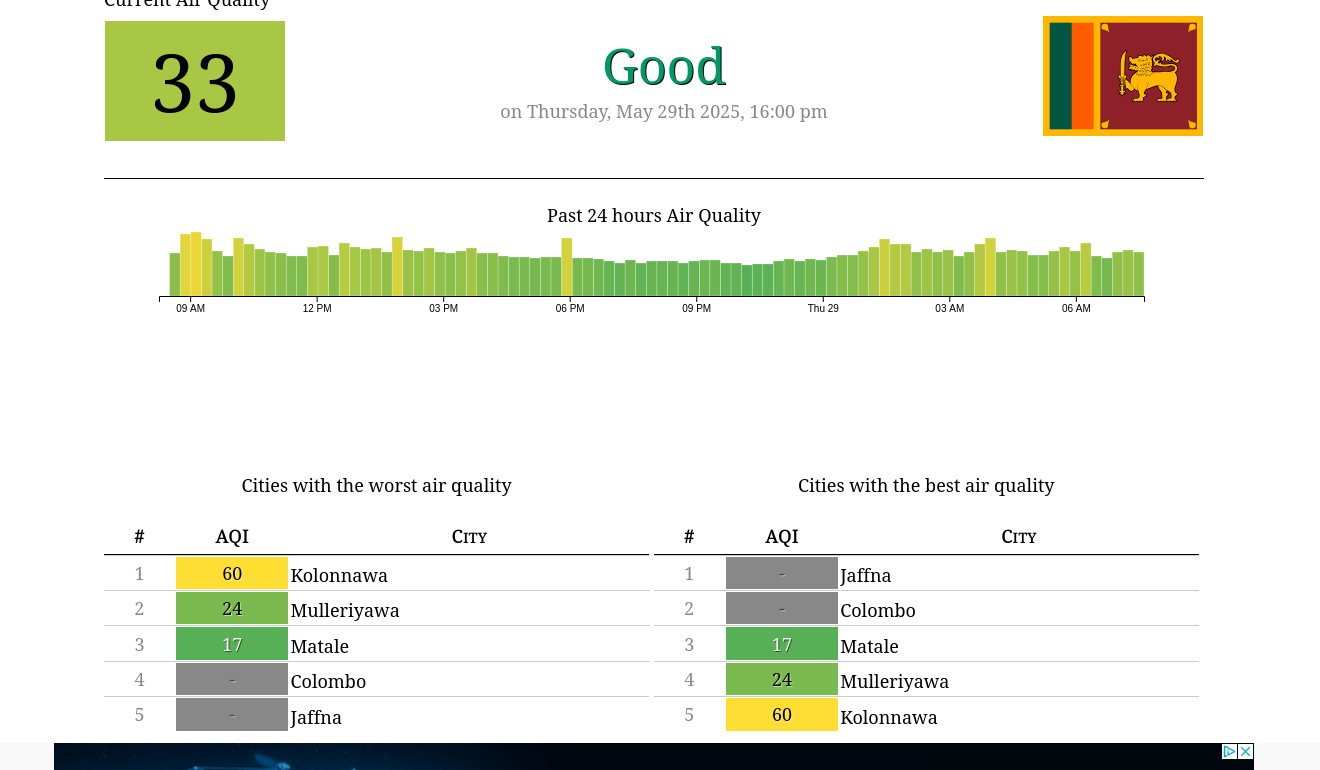 Current Air Quality
33
Good
on Thursday, May 29th 2025, 16:00 pm
Past 24 hours Air Quality
09 AM 12 PM 03 PM 06 PM 09 PM Thu 29 03 AM 06 AM
Cities with the worst air quality
# AQI City
1 60 Kolonnawa
2 24 Mulleriyawa
3 17 Matale
4 - Colombo
5 - Jaffna
Cities with the best air quality
# AQI City
1 - Jaffna
2 - Colombo
3 17 Matale
4 24 Mulleriyawa
5 60 Kolonnawa